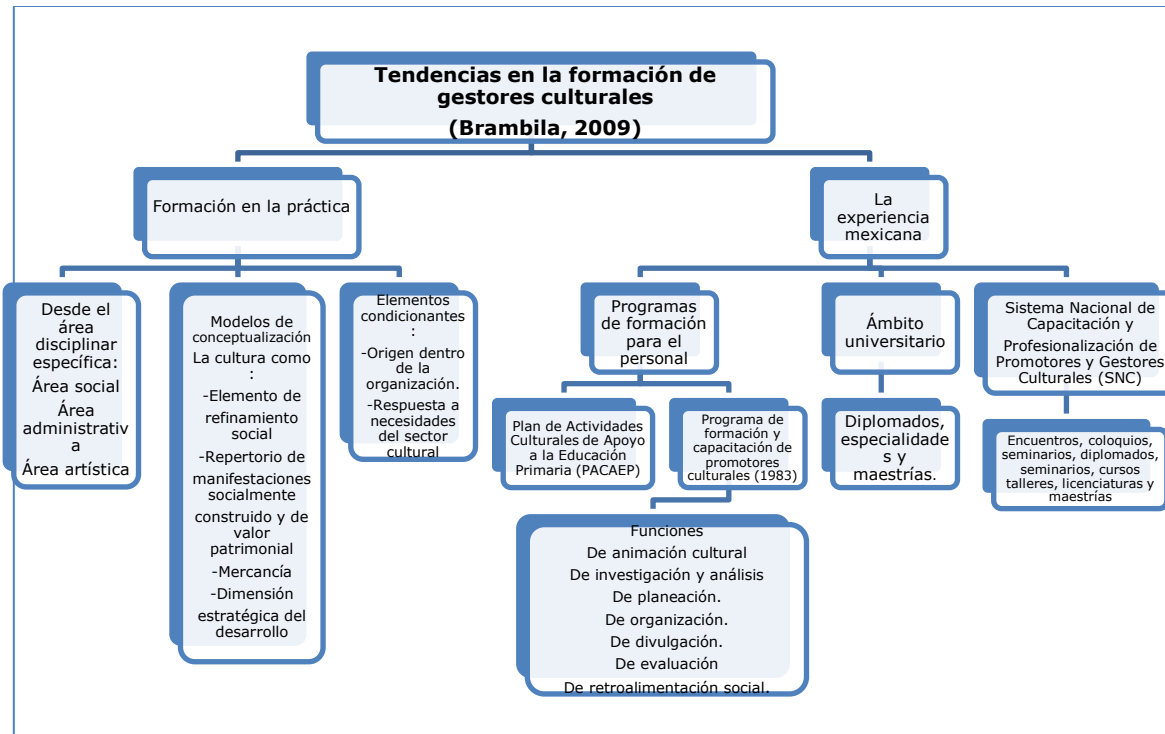 Tendencias en la formación de
gestores culturales
(Brambila, 2009)
Formación en la práctica
La
experiencia
mexicana
Desde el
área
disciplinar
específica:
Área social
Área
administrativ
a
Área artística
Modelos de
conceptualización
La cultura como
:
-Elemento de
refinamiento
social
-Repertorio de
manifestaciones
socialmente
construido y de
valor
patrimonial
-Mercancía
-Dimensión
estratégica del
desarrollo
Elementos
condicionantes
:
-Origen dentro
de la
organización.
-Respuesta a
necesidades
del sector
cultural
Programas
de formación
para el
personal
Ámbito
universitario
Sistema Nacional de
Capacitación y
Profesionalización de
Promotores y Gestores
Culturales (SNC)
Plan de Actividades
Culturales de Apoyo
a la Educación
Primaria (PACAEP)
Programa de
formación y
capacitación de
promotores
culturales (1983)
Diplomados,
especialidade
s y
maestrías.
Encuentros, coloquios,
seminarios, diplomados,
seminarios, cursos
talleres, licenciaturas y
maestrías
Funciones
De animación cultural
De investigación y análisis
De planeación.
De organización.
De divulgación.
De evaluación
De retroalimentación social.